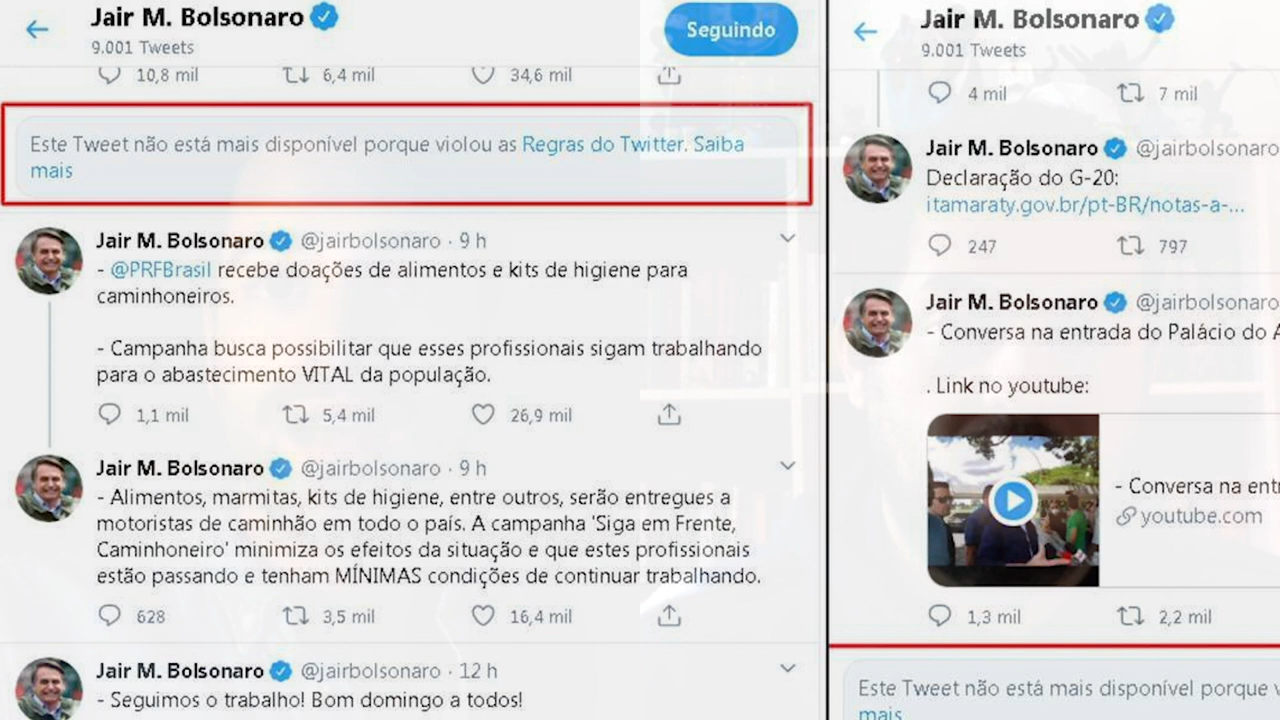 Jair M. Bolsonaro
9.001 Tweets
Seguindo
10,8 mil 6,4 mil 34,6 mil
Este Tweet não está mais disponível porque violou as Regras do Twitter. Saiba
mais
Jair M. Bolsonaro @jairbolsonaro · 9 h
- @PRFBrasil recebe doações de alimentos e kits de higiene para
caminhoneiros.
- Campanha busca possibilitar que esses profissionais sigam trabalhando
para o abastecimento VITAL da população.
1,1 mil 5,4 mil 26,9 mil
Jair M. Bolsonaro @jairbolsonaro · 9 h
- Alimentos, marmitas, kits de higiene, entre outros, serão entregues a
motoristas de caminhão em todo o país. A campanha 'Siga em Frente,
Caminhoneiro' minimiza os efeitos da situação e que estes profissionais
estão passando e tenham MÍNIMAS condições de continuar trabalhando.
628 3,5 mil 16,4 mil
Jair M. Bolsonaro @jairbolsonaro · 12 h
- Seguimos o trabalho! Bom domingo a todos!
Jair M. Bolsonaro
9.001 Tweets
4 mil 7 mil
Jair M. Bolsonaro @jairbolsonaro
Declaração do G-20:
itamaraty.gov.br/pt-BR/notas-a-...
247 797
Jair M. Bolsonaro @jairbolsonaro
- Conversa na entrada do Palácio do A
. Link no youtube:
- Conversa na entr
youtube.com
1,3 mil 2,2 mil
Este Tweet não está mais disponível porque v
mais